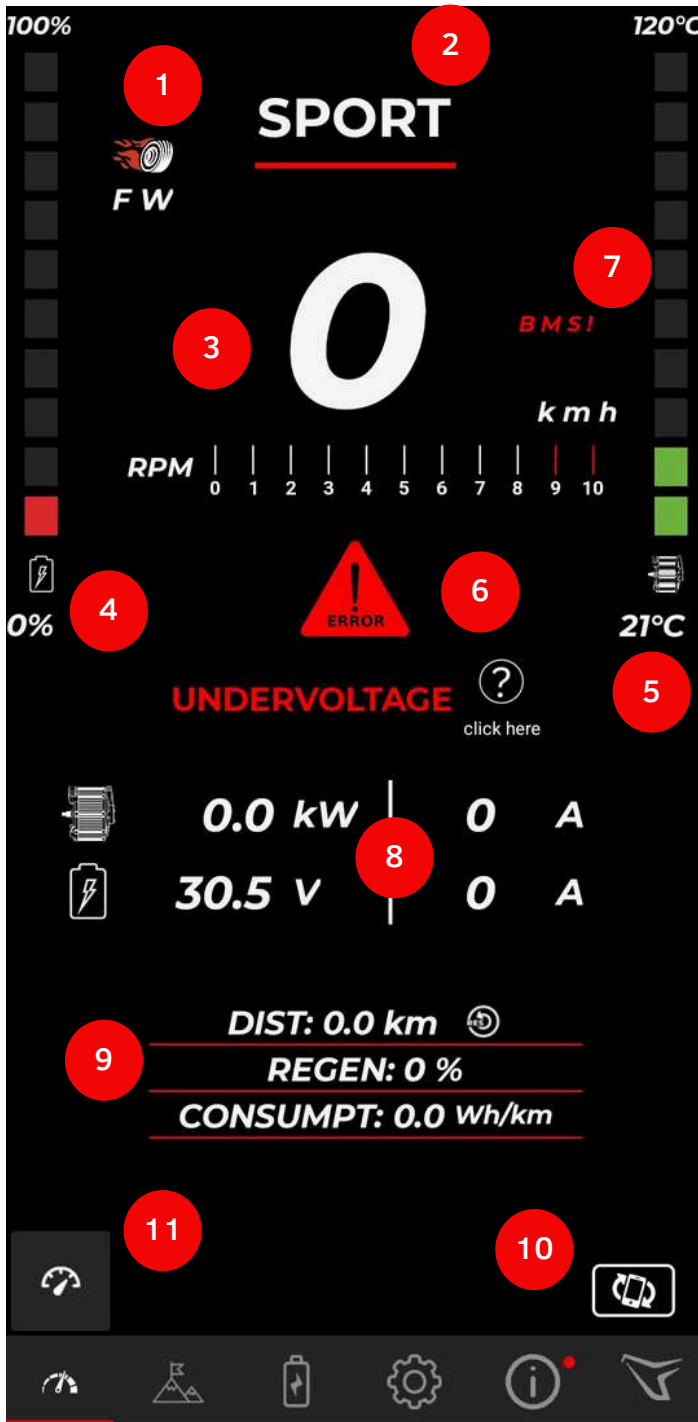 100%
120°C
1
2
SPORT
F W
7
0
BMS!
3
kmh
RPM
0 1 2 3 4 5 6 7 8 9 10
ERROR
6
4
0%
21°C
5
UNDERVOLTAGE
?
click here
0.0 kW 0 A
8
30.5 V 0 A
DIST: 0.0 km
9
REGEN: 0 %
CONSUMPT: 0.0 Wh/km
11
10